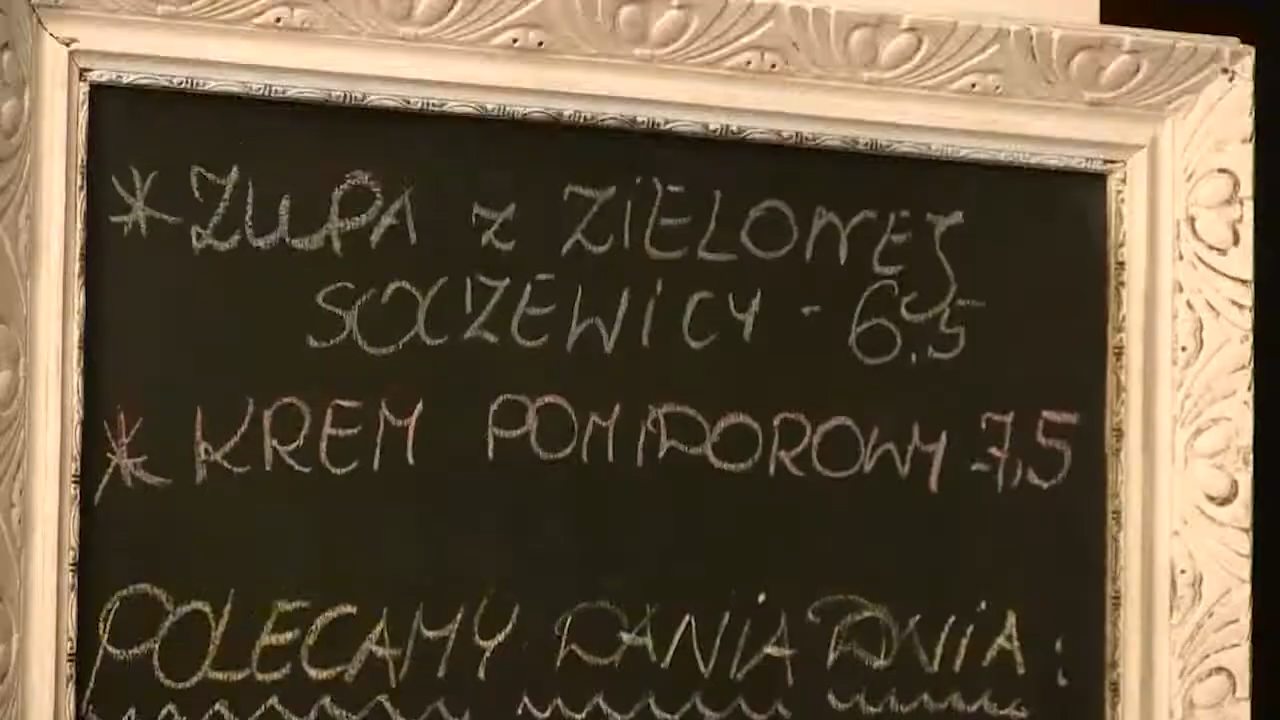 * ZUPA z ZiELONEJ
SOCZEWiCY - 6.5
* KREM POMIDOROWY 7,5
POLECAMY DANiA DNiA :